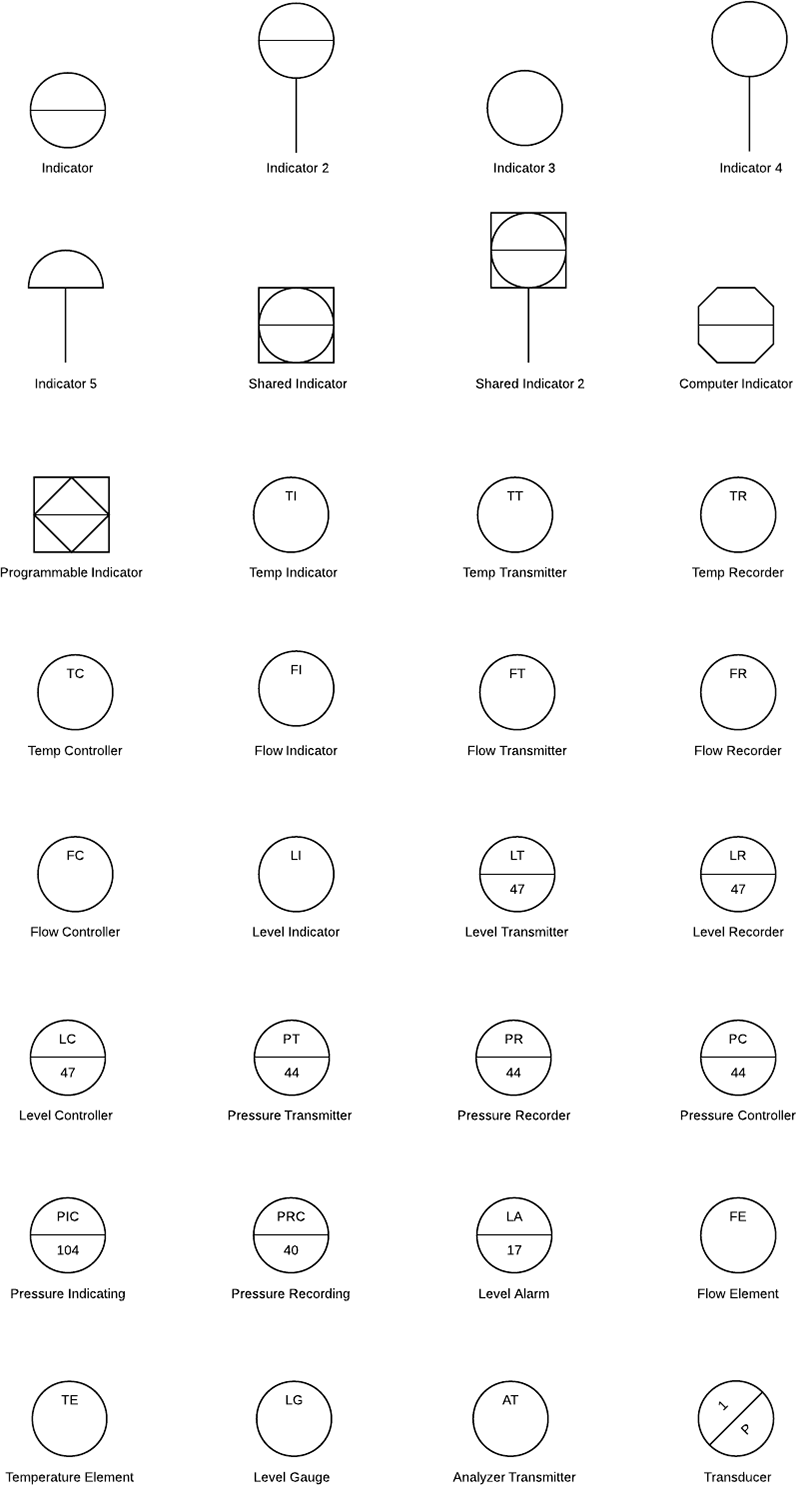 Indicator
Indicator 2
Indicator 3
Indicator 4
Indicator 5
Shared Indicator
Shared Indicator 2
Computer Indicator
TI
TT
TR
Programmable Indicator
Temp Indicator
Temp Transmitter
Temp Recorder
TC
FI
FT
FR
Temp Controller
Flow Indicator
Flow Transmitter
Flow Recorder
FC
LI
LT
LR
47
47
Flow Controller
Level Indicator
Level Transmitter
Level Recorder
LC
PT
PR
PC
47
44
44
44
Level Controller
Pressure Transmitter
Pressure Recorder
Pressure Controller
PIC
PRC
LA
FE
104
40
17
Pressure Indicating
Pressure Recording
Level Alarm
Flow Element
TE
LG
AT
1
P
Temperature Element
Level Gauge
Analyzer Transmitter
Transducer